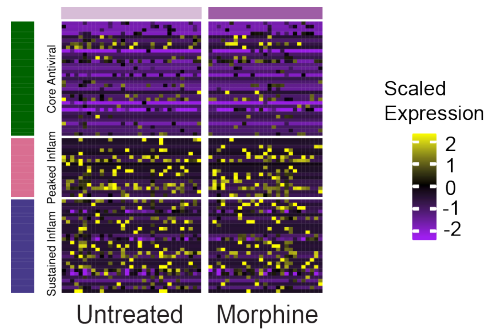 Core Antiviral
Peaked Inflam
Sustained Inflam
Untreated
Morphine
Scaled
Expression
2
1
0
-1
-2